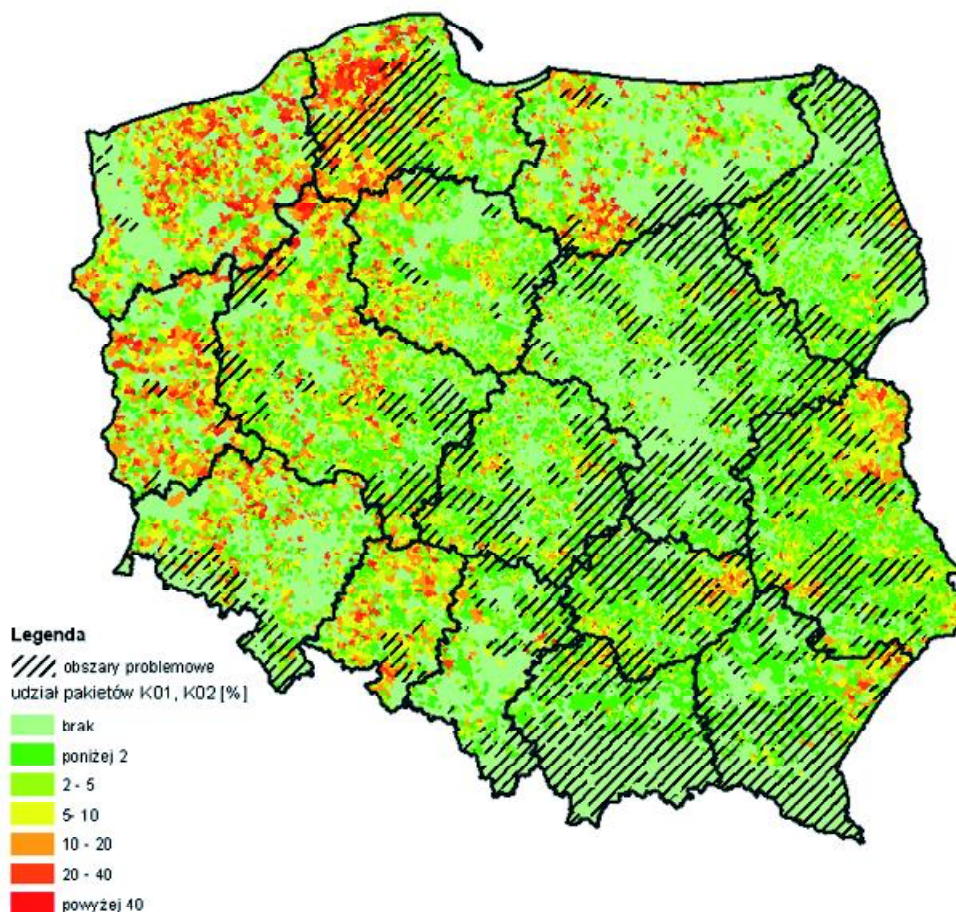 Legenda
obszary problemowe
udział pakietów K01, K02 [%]
brak
poniżej 2
2 - 5
5- 10
10 - 20
20 - 40
powyżej 40